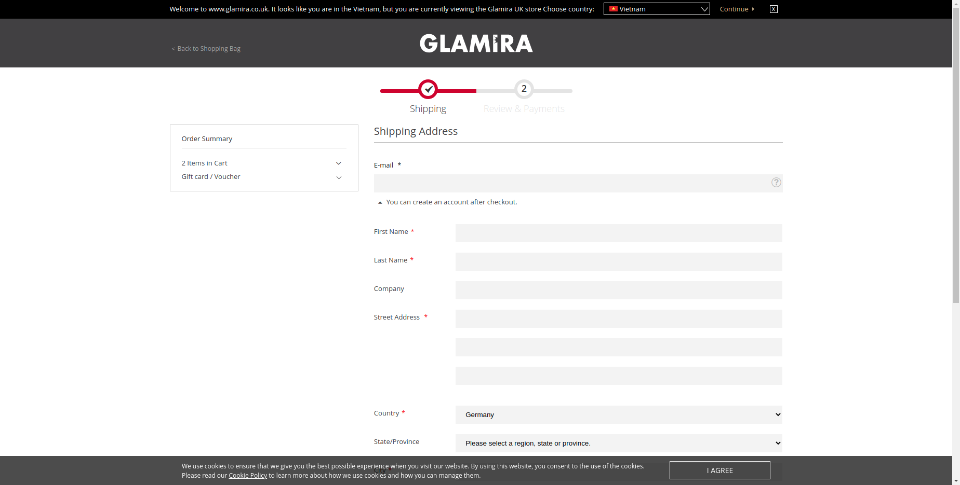 Welcome to www.glamira.co.uk. It looks like you are in the Vietnam, but you are currently viewing the Glamira UK store Choose country: Vietnam Continue X
< Back to Shopping Bag
GLAMIRA
2
Shipping Review & Payments
Order Summary
2 Items in Cart
Gift card / Voucher
Shipping Address
E-mail *
?
You can create an account after checkout.
First Name *
Last Name *
Company
Street Address *
Country * Germany
State/Province Please select a region, state or province.
We use cookies to ensure that we give you the best possible experience when you visit our website. By using this website, you consent to the use of the cookies.
Please read our Cookie Policy to learn more about how we use cookies and how you can manage them.
I AGREE